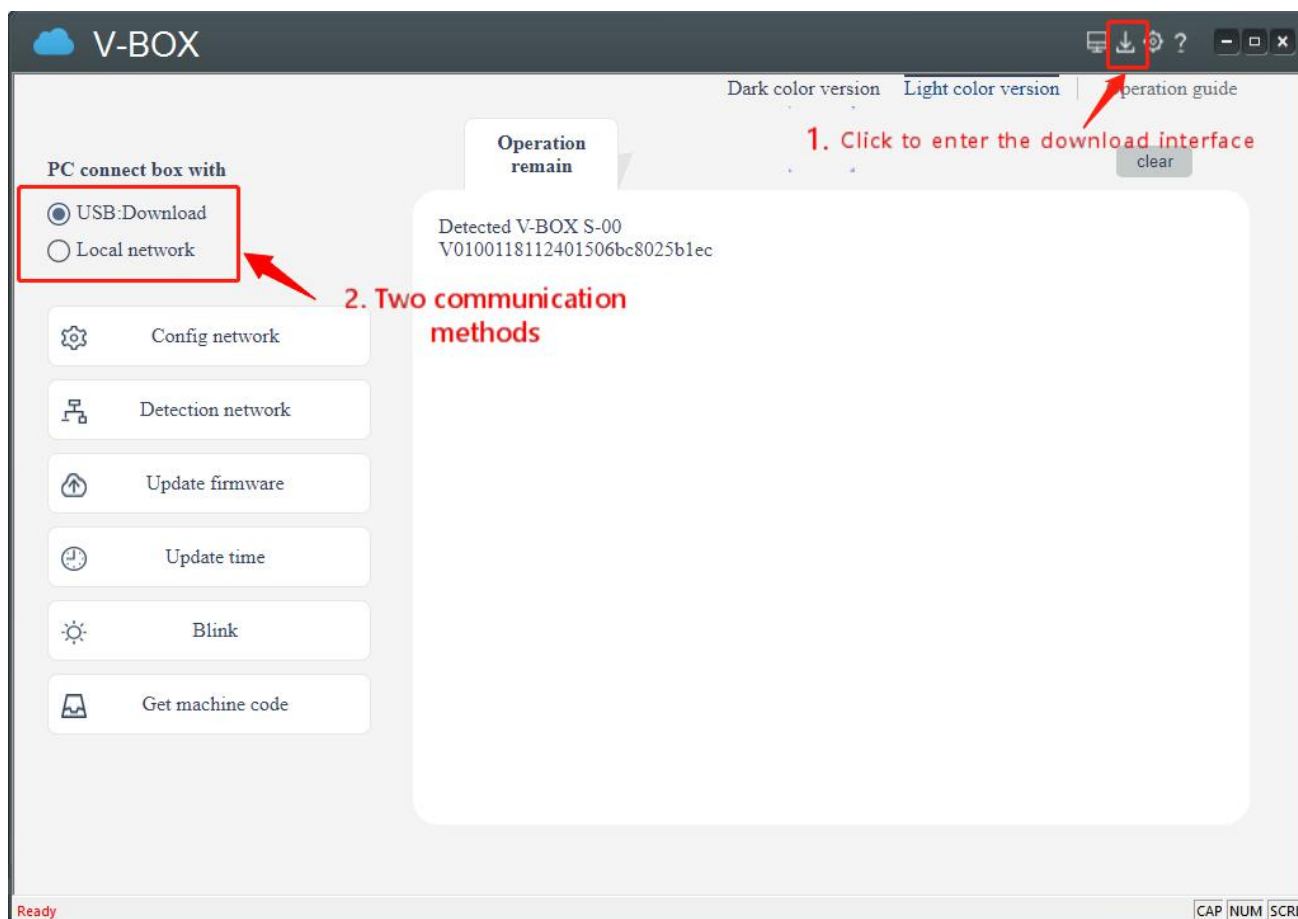 V-BOX
?
Dark color version Light color version Operation guide
1. Click to enter the download interface
clear
Operation
remain
PC connect box with
USB:Download
Local network
Detected V-BOX S-00
V0100118112401506bc8025b1ec
2. Two communication
methods
Config network
Detection network
Update firmware
Update time
Blink
Get machine code
Ready
CAP NUM SCRL